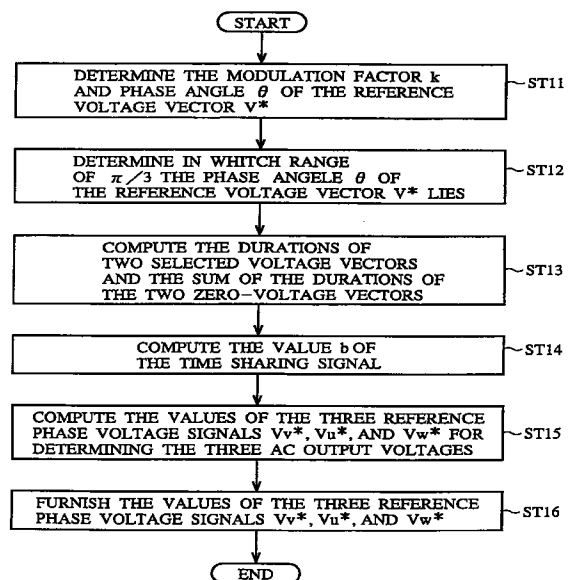 START
DETERMINE THE MODULATION FACTOR k
AND PHASE ANGLE θ OF THE REFERENCE
VOLTAGE VECTOR V*
ST11
DETERMINE IN WHITCH RANGE
OF π/3 THE PHASE ANGELE θ OF
THE REFERENCE VOLTAGE VECTOR V* LIES
ST12
COMPUTE THE DURATIONS OF
TWO SELECTED VOLTAGE VECTORS
AND THE SUM OF THE DURATIONS OF
THE TWO ZERO-VOLTAGE VECTORS
ST13
COMPUTE THE VALUE b OF
THE TIME SHARING SIGNAL
ST14
COMPUTE THE VALUES OF THE THREE REFERENCE
PHASE VOLTAGE SIGNALS Vv*, Vu*, AND Vw* FOR
DETERMINING THE THREE AC OUTPUT VOLTAGES
ST15
FURNISH THE VALUES OF THE THREE REFERENCE
PHASE VOLTAGE SIGNALS Vv*, Vu*, AND Vw*
ST16
END